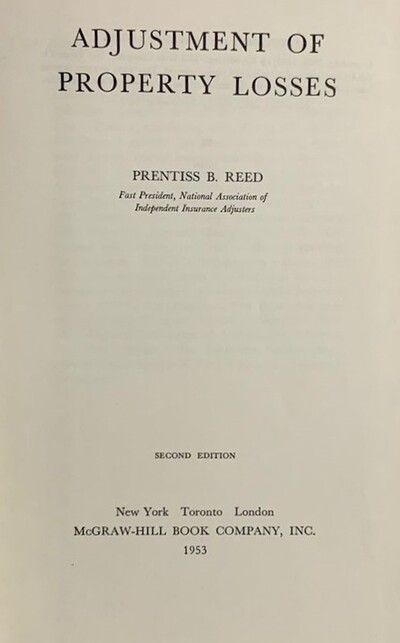 ADJUSTMENT OF
PROPERTY LOSSES
PRENTISS B. REED
Past President, National Association of
Independent Insurance Adjusters
SECOND EDITION
New York Toronto London
McGRAW-HILL BOOK COMPANY, INC.
1953